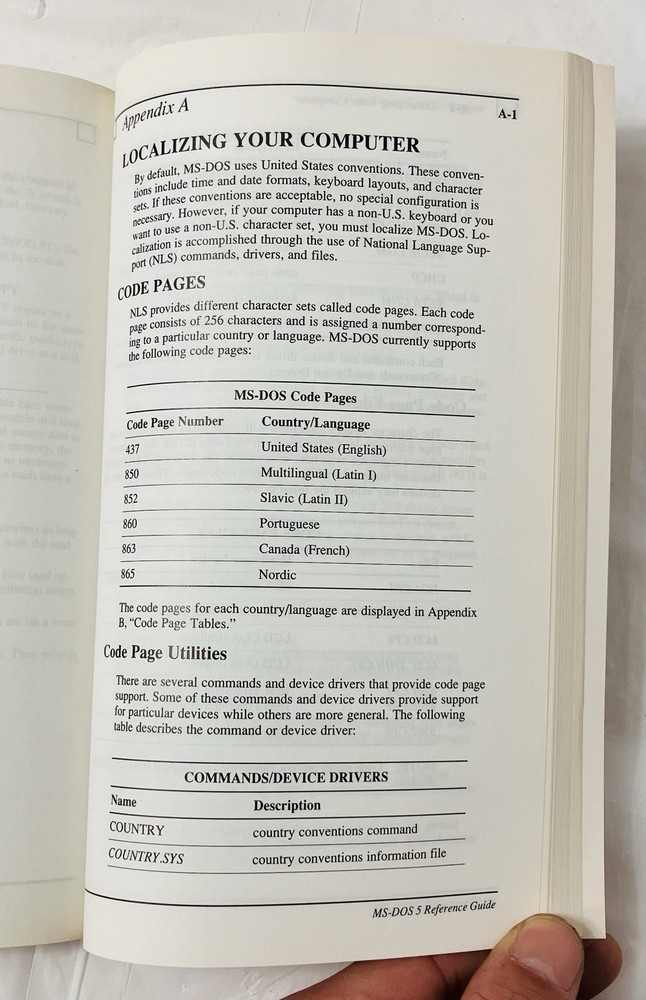 Appendix A
A-1
LOCALIZING YOUR COMPUTER
By default, MS-DOS uses United States conventions. These conven-
tions include time and date formats, keyboard layouts, and character
sets. If these conventions are acceptable, no special configuration is
necessary. However, if your computer has a non-U.S. keyboard or you
want to use a non-U.S. character set, you must localize MS-DOS. Lo-
calization is accomplished through the use of National Language Sup-
port (NLS) commands, drivers, and files.
CODE PAGES
NLS provides different character sets called code pages. Each code
page consists of 256 characters and is assigned a number correspond-
ing to a particular country or language. MS-DOS currently supports
the following code pages:
MS-DOS Code Pages
Code Page Number Country/Language
437 United States (English)
850 Multilingual (Latin I)
852 Slavic (Latin II)
860 Portuguese
863 Canada (French)
865 Nordic
The code pages for each country/language are displayed in Appendix
B, “Code Page Tables.”
Code Page Utilities
There are several commands and device drivers that provide code page
support. Some of these commands and device drivers provide support
for particular devices while others are more general. The following
table describes the command or device driver:
COMMANDS/DEVICE DRIVERS
Name Description
COUNTRY country conventions command
COUNTRY.SYS country conventions information file
MS-DOS 5 Reference Guide